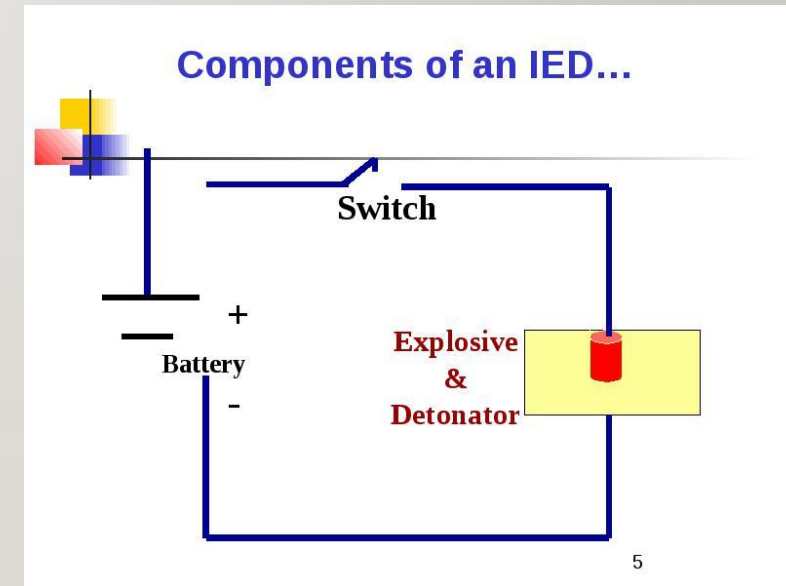 Components of an IED...
Switch
+
Battery
-
Explosive
&
Detonator
5